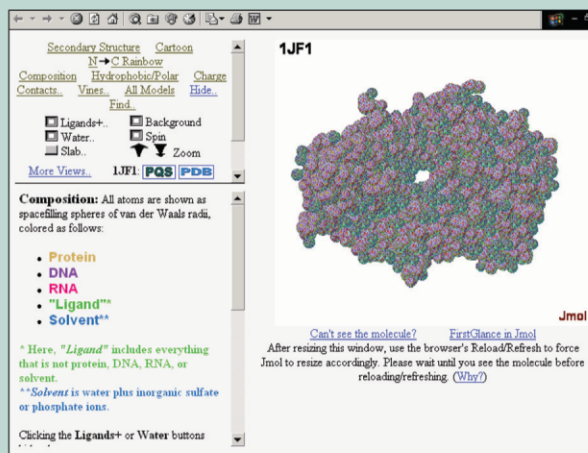 Secondary Structure Cartoon
N➔C Rainbow
Composition Hydrophobic/Polar Charge
Contacts.. Vines.. All Models Hide..
Find..
Ligands+.. Background
Water.. Spin
Slab.. Zoom
More Views.. 1JF1: PQS PDB
Composition: All atoms are shown as
spacefilling spheres of van der Waals radii,
colored as follows:
• Protein
• DNA
• RNA
• "Ligand"*
• Solvent**
* Here, "Ligand" includes everything
that is not protein, DNA, RNA, or
solvent.
**Solvent is water plus inorganic sulfate
or phosphate ions.
Clicking the Ligands+ or Water buttons
1JF1
Jmol
Can't see the molecule? FirstGlance in Jmol
After resizing this window, use the browser's Reload/Refresh to force
Jmol to resize accordingly. Please wait until you see the molecule before
reloading/refreshing. (Why?)